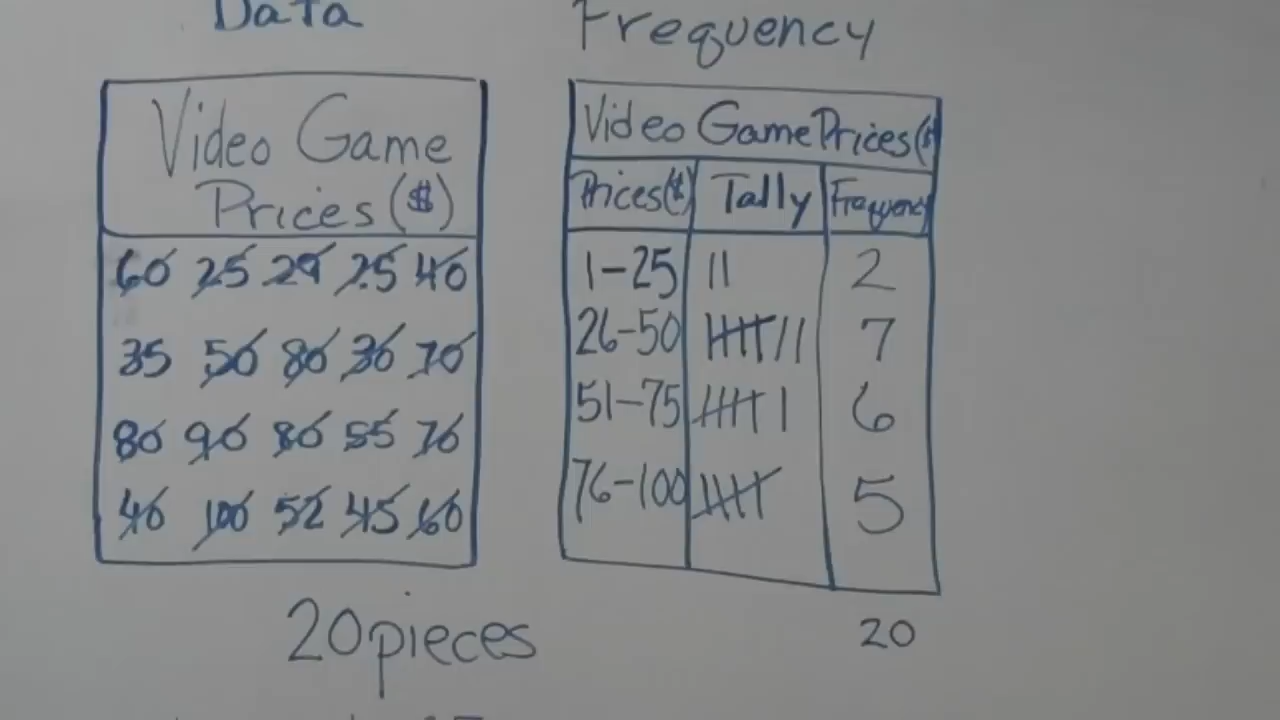 Data
Video Game
Prices ($)
60 25 29 25 40
35 50 80 30 70
80 90 80 55 70
40 100 52 45 60
20 pieces
Frequency
Video Game Prices($)
Prices($) Tally Frequency
1-25 || 2
26-50 |||| || 7
51-75 |||| | 6
76-100 |||| 5
20